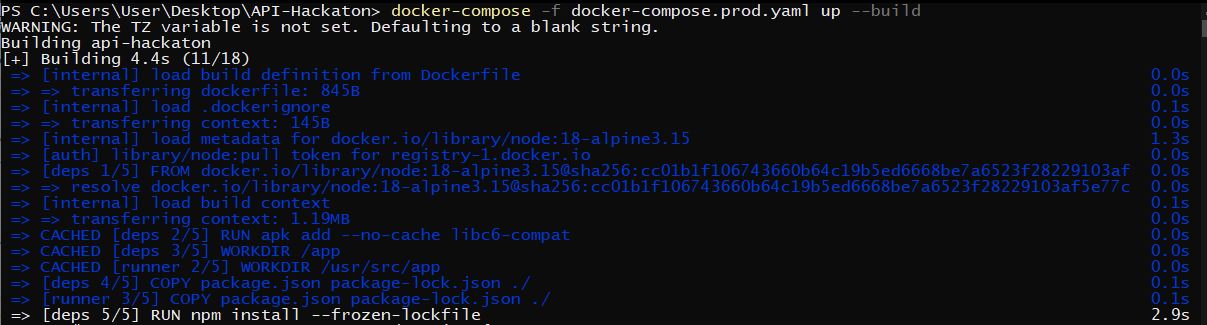 PS C:\Users\User\Desktop\API-Hackaton> docker-compose -f docker-compose.prod.yaml up --build
WARNING: The TZ variable is not set. Defaulting to a blank string.
Building api-hackaton
[+] Building 4.4s (11/18)
=> [internal] load build definition from Dockerfile 0.0s
=> => transferring dockerfile: 845B 0.0s
=> [internal] load .dockerignore 0.1s
=> => transferring context: 145B 0.0s
=> [internal] load metadata for docker.io/library/node:18-alpine3.15 1.3s
=> [auth] library/node:pull token for registry-1.docker.io 0.0s
=> [deps 1/5] FROM docker.io/library/node:18-alpine3.15@sha256:cc01b1f106743660b64c19b5ed6668be7a6523f28229103af 0.0s
=> => resolve docker.io/library/node:18-alpine3.15@sha256:cc01b1f106743660b64c19b5ed6668be7a6523f28229103af5e77c 0.0s
=> [internal] load build context 0.1s
=> => transferring context: 1.19MB 0.0s
=> CACHED [deps 2/5] RUN apk add --no-cache libc6-compat 0.0s
=> CACHED [deps 3/5] WORKDIR /app 0.0s
=> CACHED [runner 2/5] WORKDIR /usr/src/app 0.0s
=> [deps 4/5] COPY package.json package-lock.json ./ 0.1s
=> [runner 3/5] COPY package.json package-lock.json ./ 0.1s
=> [deps 5/5] RUN npm install --frozen-lockfile 2.9s